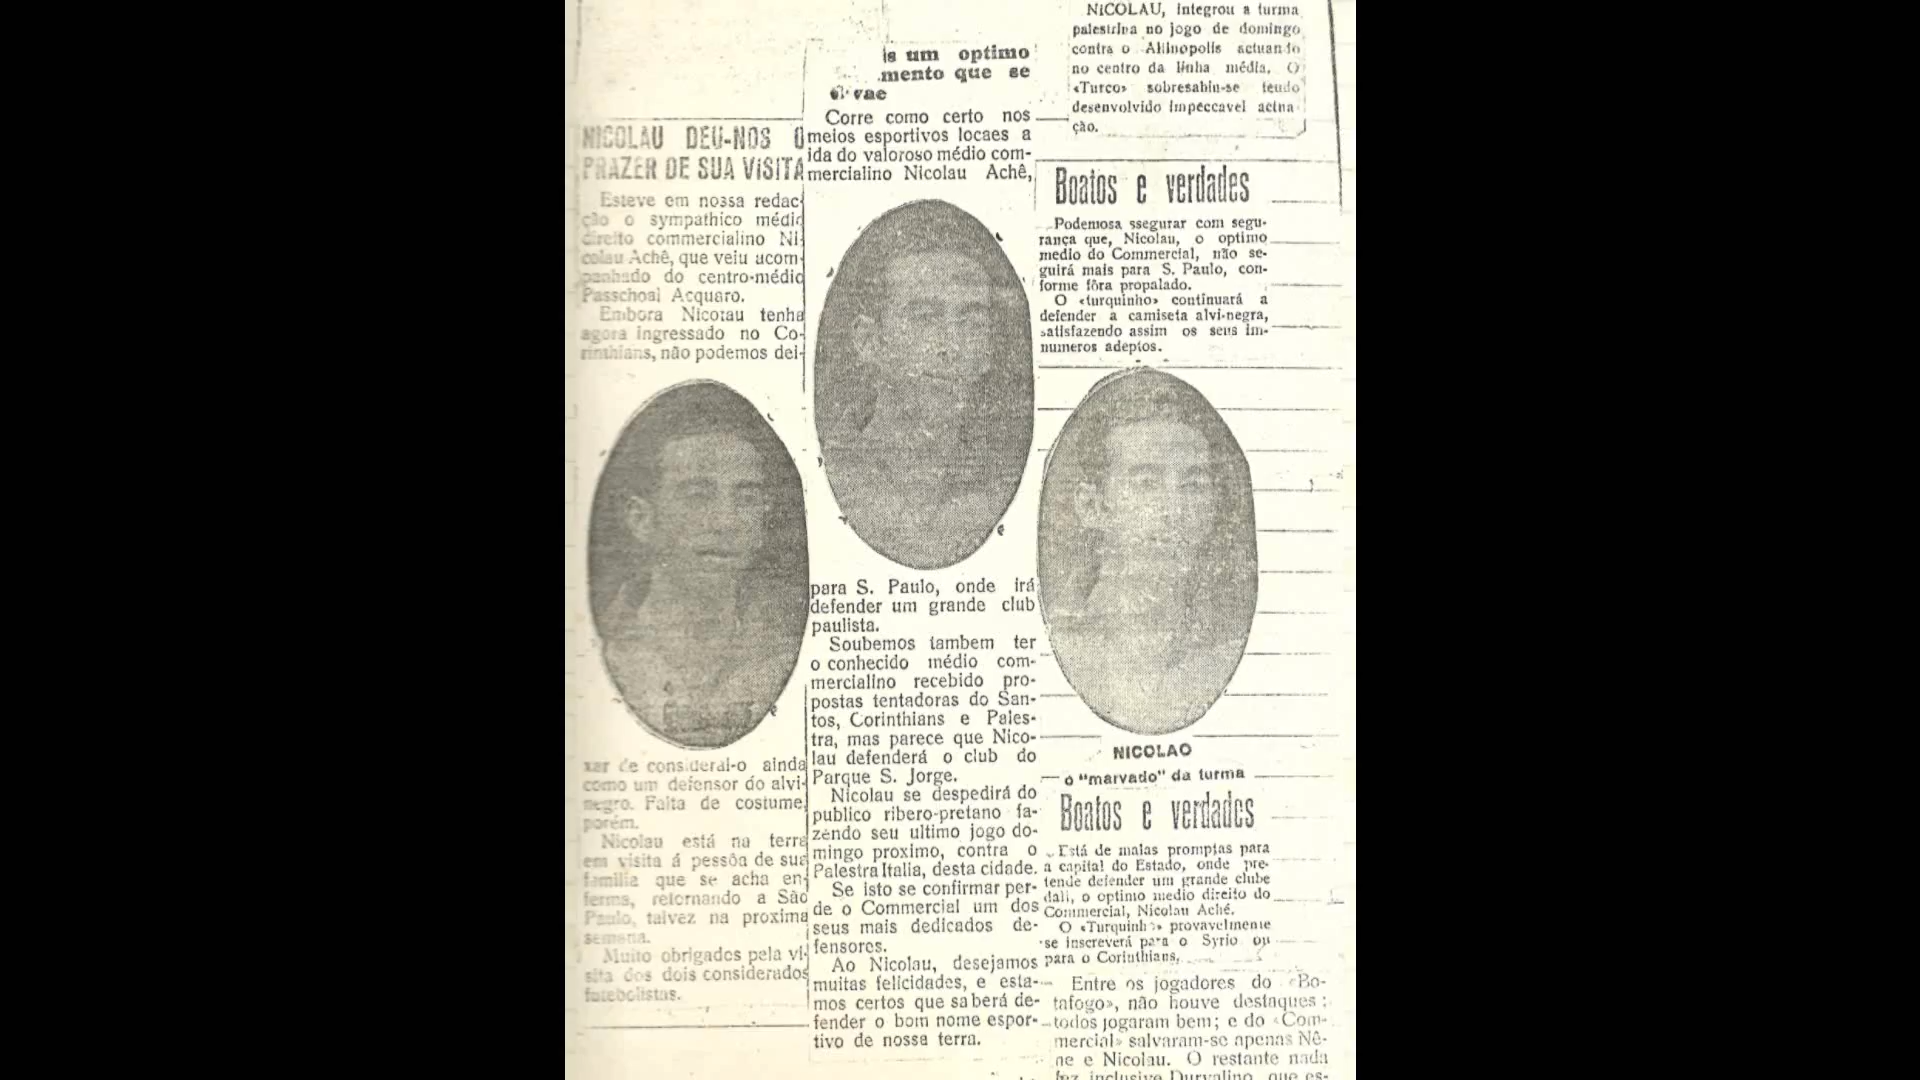 NICOLAU DEU-NOS O
PRAZER DE SUA VISITA
Esteve em nossa redac-
ção o sympathico médio
direito commercialino Ni-
colau Achê, que veiu acom
panhado do centro-médio
Passchoal Acquaro.
Embora Nicolau tenha
agora ingressado no Co-
rinthians, não podemos dei-
xar de consideral-o ainda
como um defensor do alvi-
negro. Falta de costume,
porém.
Nicolau está na terra
em visita á pessôa de sua
familia que se acha en-
ferma, retornando a São
Paulo, talvez na proxima
semana.
Muito obrigados pela vi-
sita dos dois considerados
futebolistas.
is um optimo
mento que se
vae
Corre como certo nos
meios esportivos locaes a
ida do valoroso médio com-
mercialino Nicolau Achê,
para S. Paulo, onde irá
defender um grande club
paulista.
Soubemos tambem ter
o conhecido médio com-
mercialino recebido pro-
postas tentadoras do San-
tos, Corinthians e Pales-
tra, mas parece que Nico-
lau defenderá o club do
Parque S. Jorge.
Nicolau se despedirá do
publico ribero-pretano fa-
zendo seu ultimo jogo do-
mingo proximo, contra o
Palestra Italia, desta cidade.
Se isto se confirmar per-
de o Commercial um dos
seus mais dedicados de-
fensores.
Ao Nicolau, desejamos
muitas felicidades, e esta-
mos certos que saberá de-
fender o bom nome espor-
tivo de nossa terra.
NICOLAU, integrou a turma
palestrina no jogo de domingo
contra o Altinopolis actuando
no centro da linha média. O
«Turco» sobresahiu-se tendo
desenvolvido impeccavel actua
ção.
Boatos e verdades
Podemosa ssegurar com segu-
rança que, Nicolau, o optimo
medio do Commercial, não se-
guirá mais para S. Paulo, con-
forme fôra propalado.
O «turquinho» continuará a
defender a camiseta alvi-negra,
satisfazendo assim os seus im-
numeros adeptos.
NICOLAO
o "marvado" da turma
Boatos e verdades
Está de malas promptas para
a capital do Estado, onde pre-
tende defender um grande clube
dali, o optimo medio direito do
Commercial, Nicolau Aché.
O «Turquinho» provavelmente
se inscreverá para o Syrio ou
para o Corinthians.
Entre os jogadores do «Bo-
tafogo», não houve destaques:
todos jogaram bem; e do «Com-
mercial» salvaram-se apenas Nê-
ne e Nicolau. O restante nada
fez inclusive Durvalino, que es-